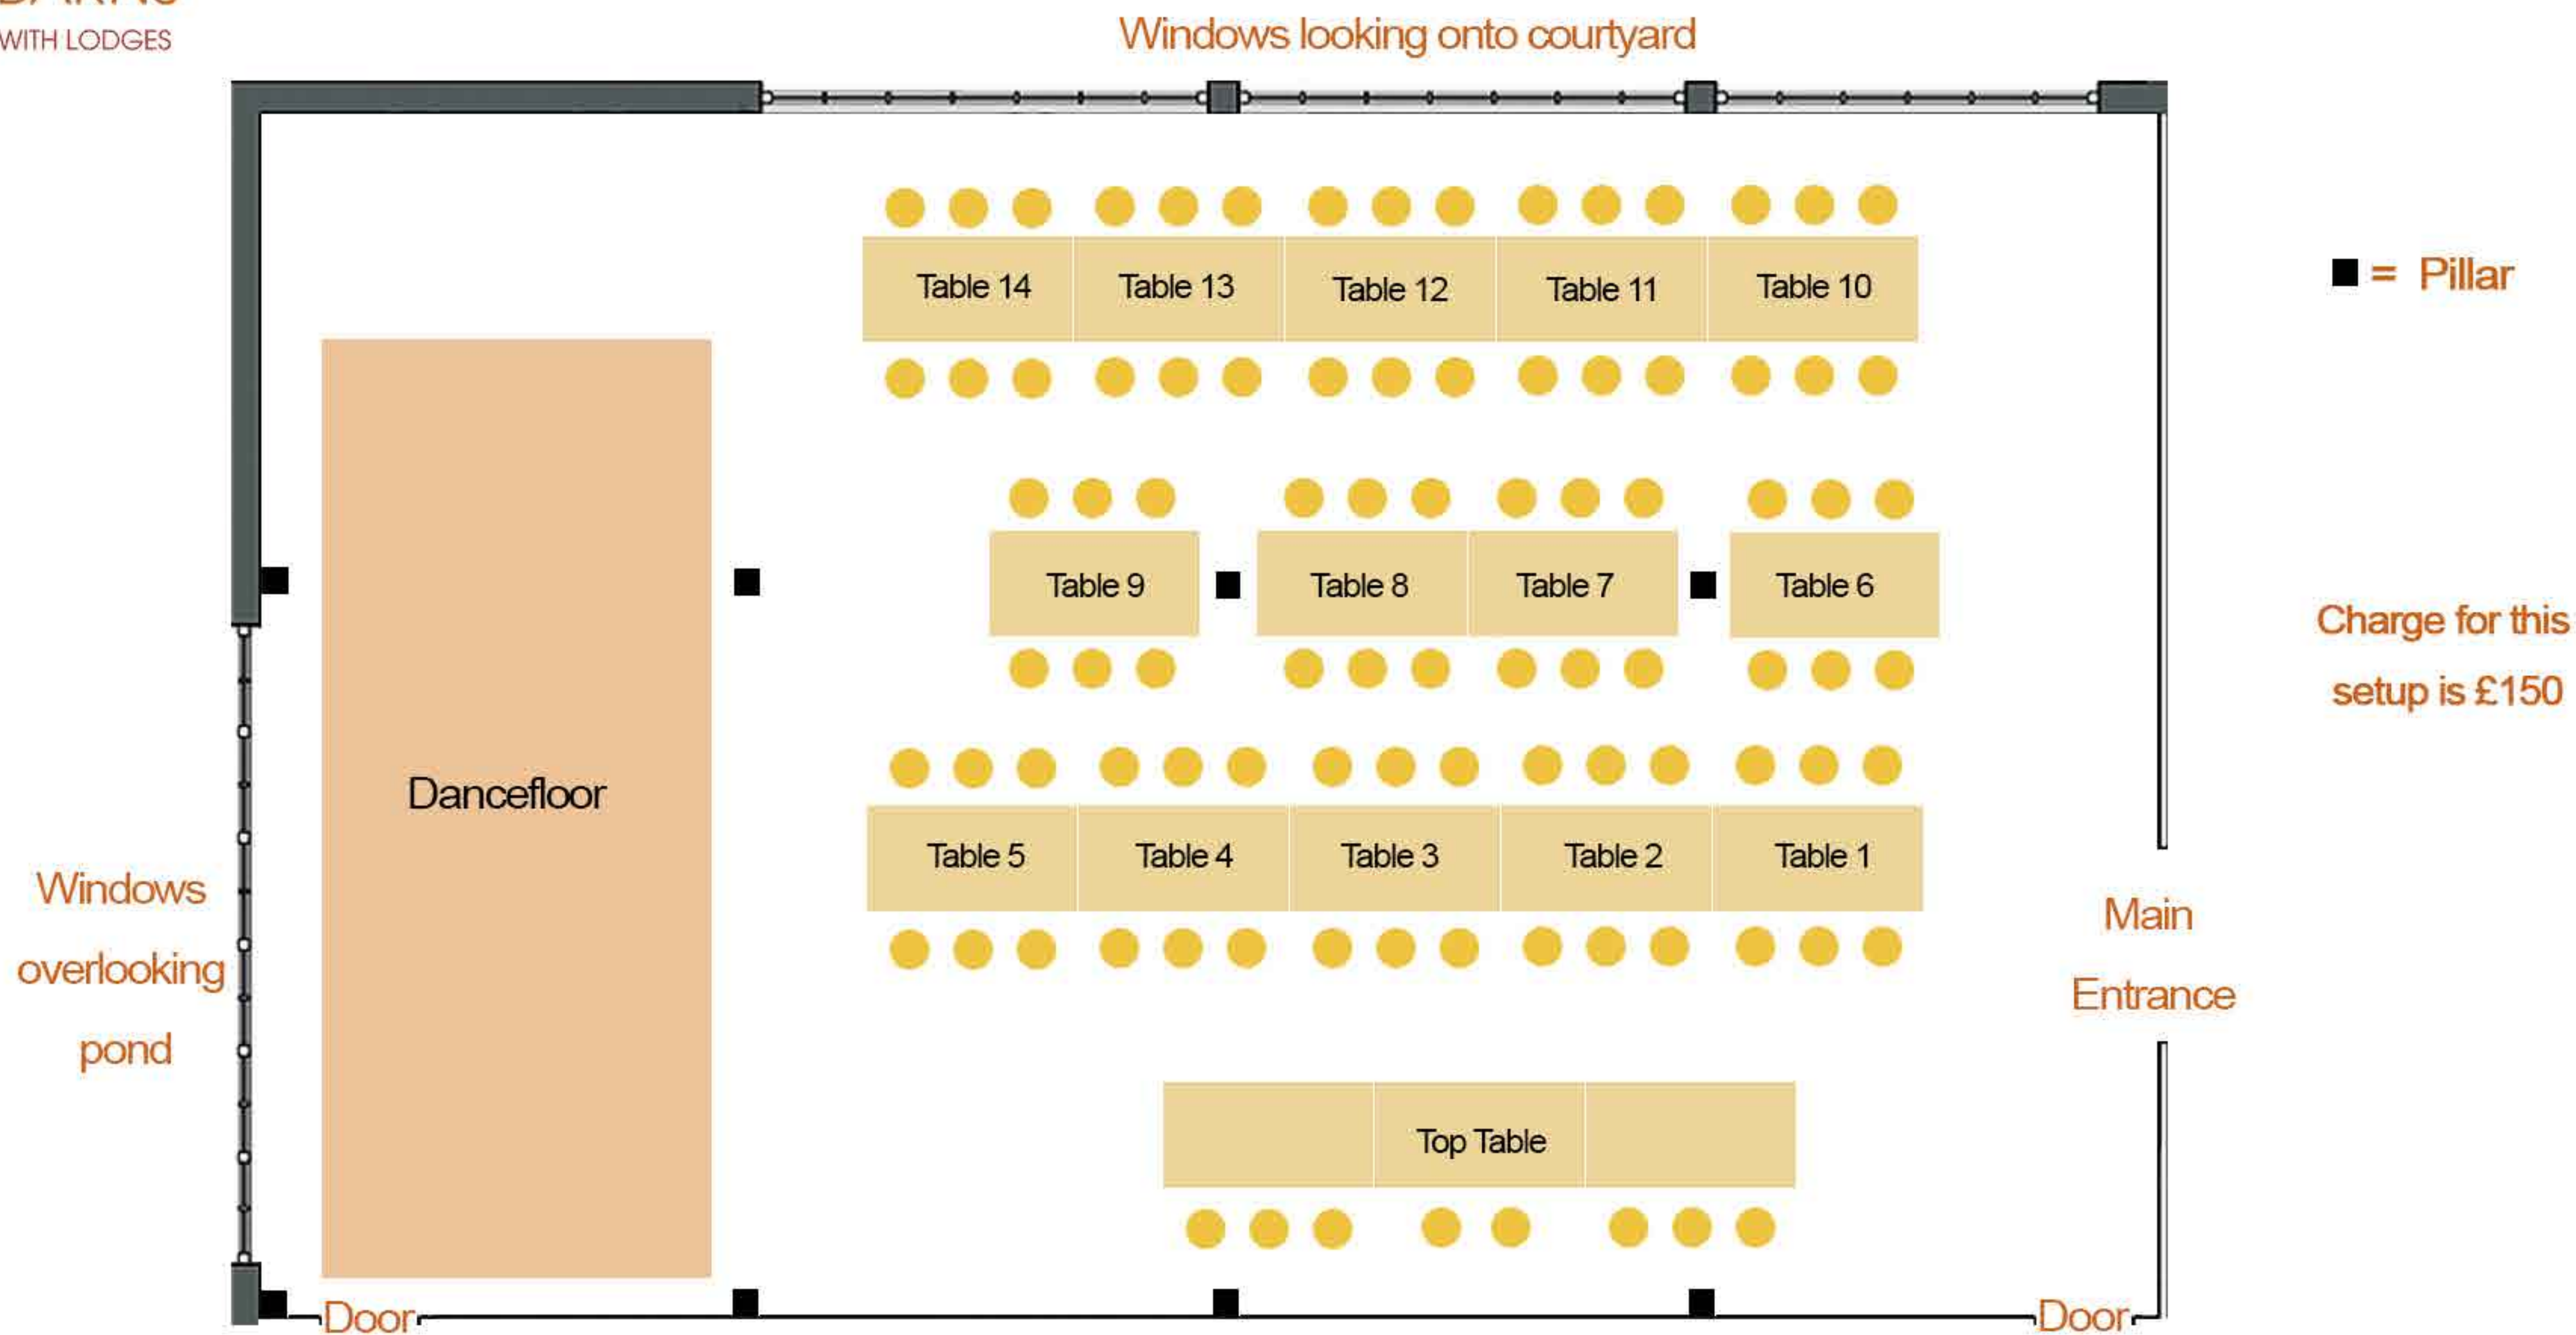 WITH LODGES
Windows looking onto courtyard
Table 14 Table 13 Table 12 Table 11 Table 10
= Pillar
Table 9 Table 8 Table 7 Table 6
Charge for this
setup is £150
Dancefloor
Table 5 Table 4 Table 3 Table 2 Table 1
Windows
overlooking
pond
Main
Entrance
Top Table
Door
Door